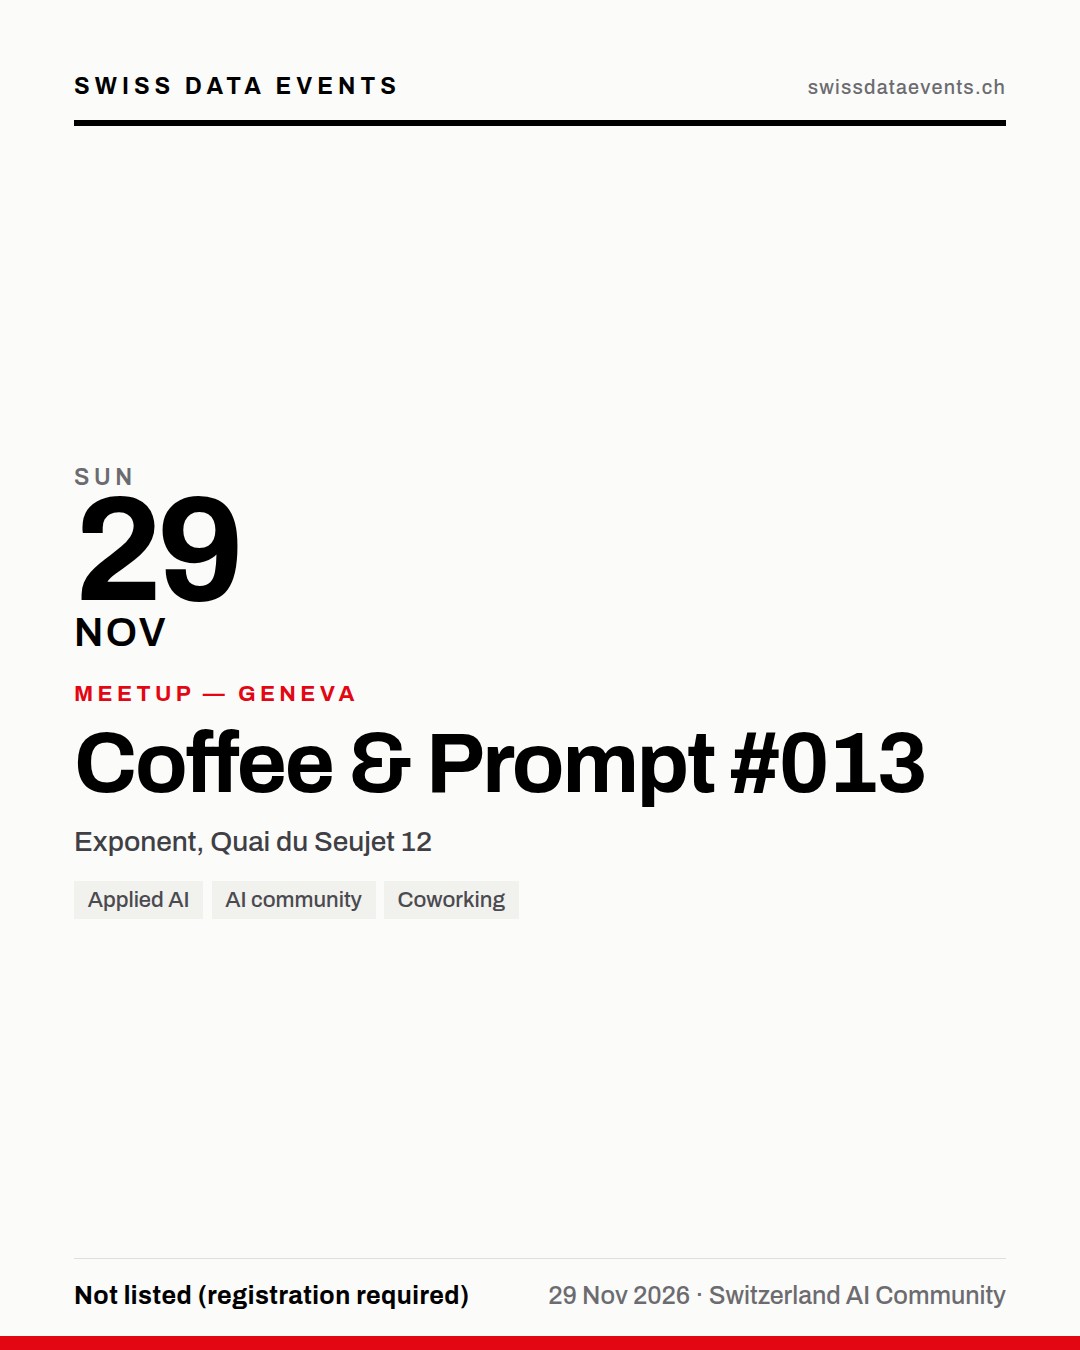 SWISS DATA EVENTS
swissdataevents.ch
SUN
29
NOV
MEETUP — GENEVA
Coffee & Prompt #013
Exponent, Quai du Seujet 12
Applied AI
AI community
Coworking
Not listed (registration required)
29 Nov 2026 · Switzerland AI Community